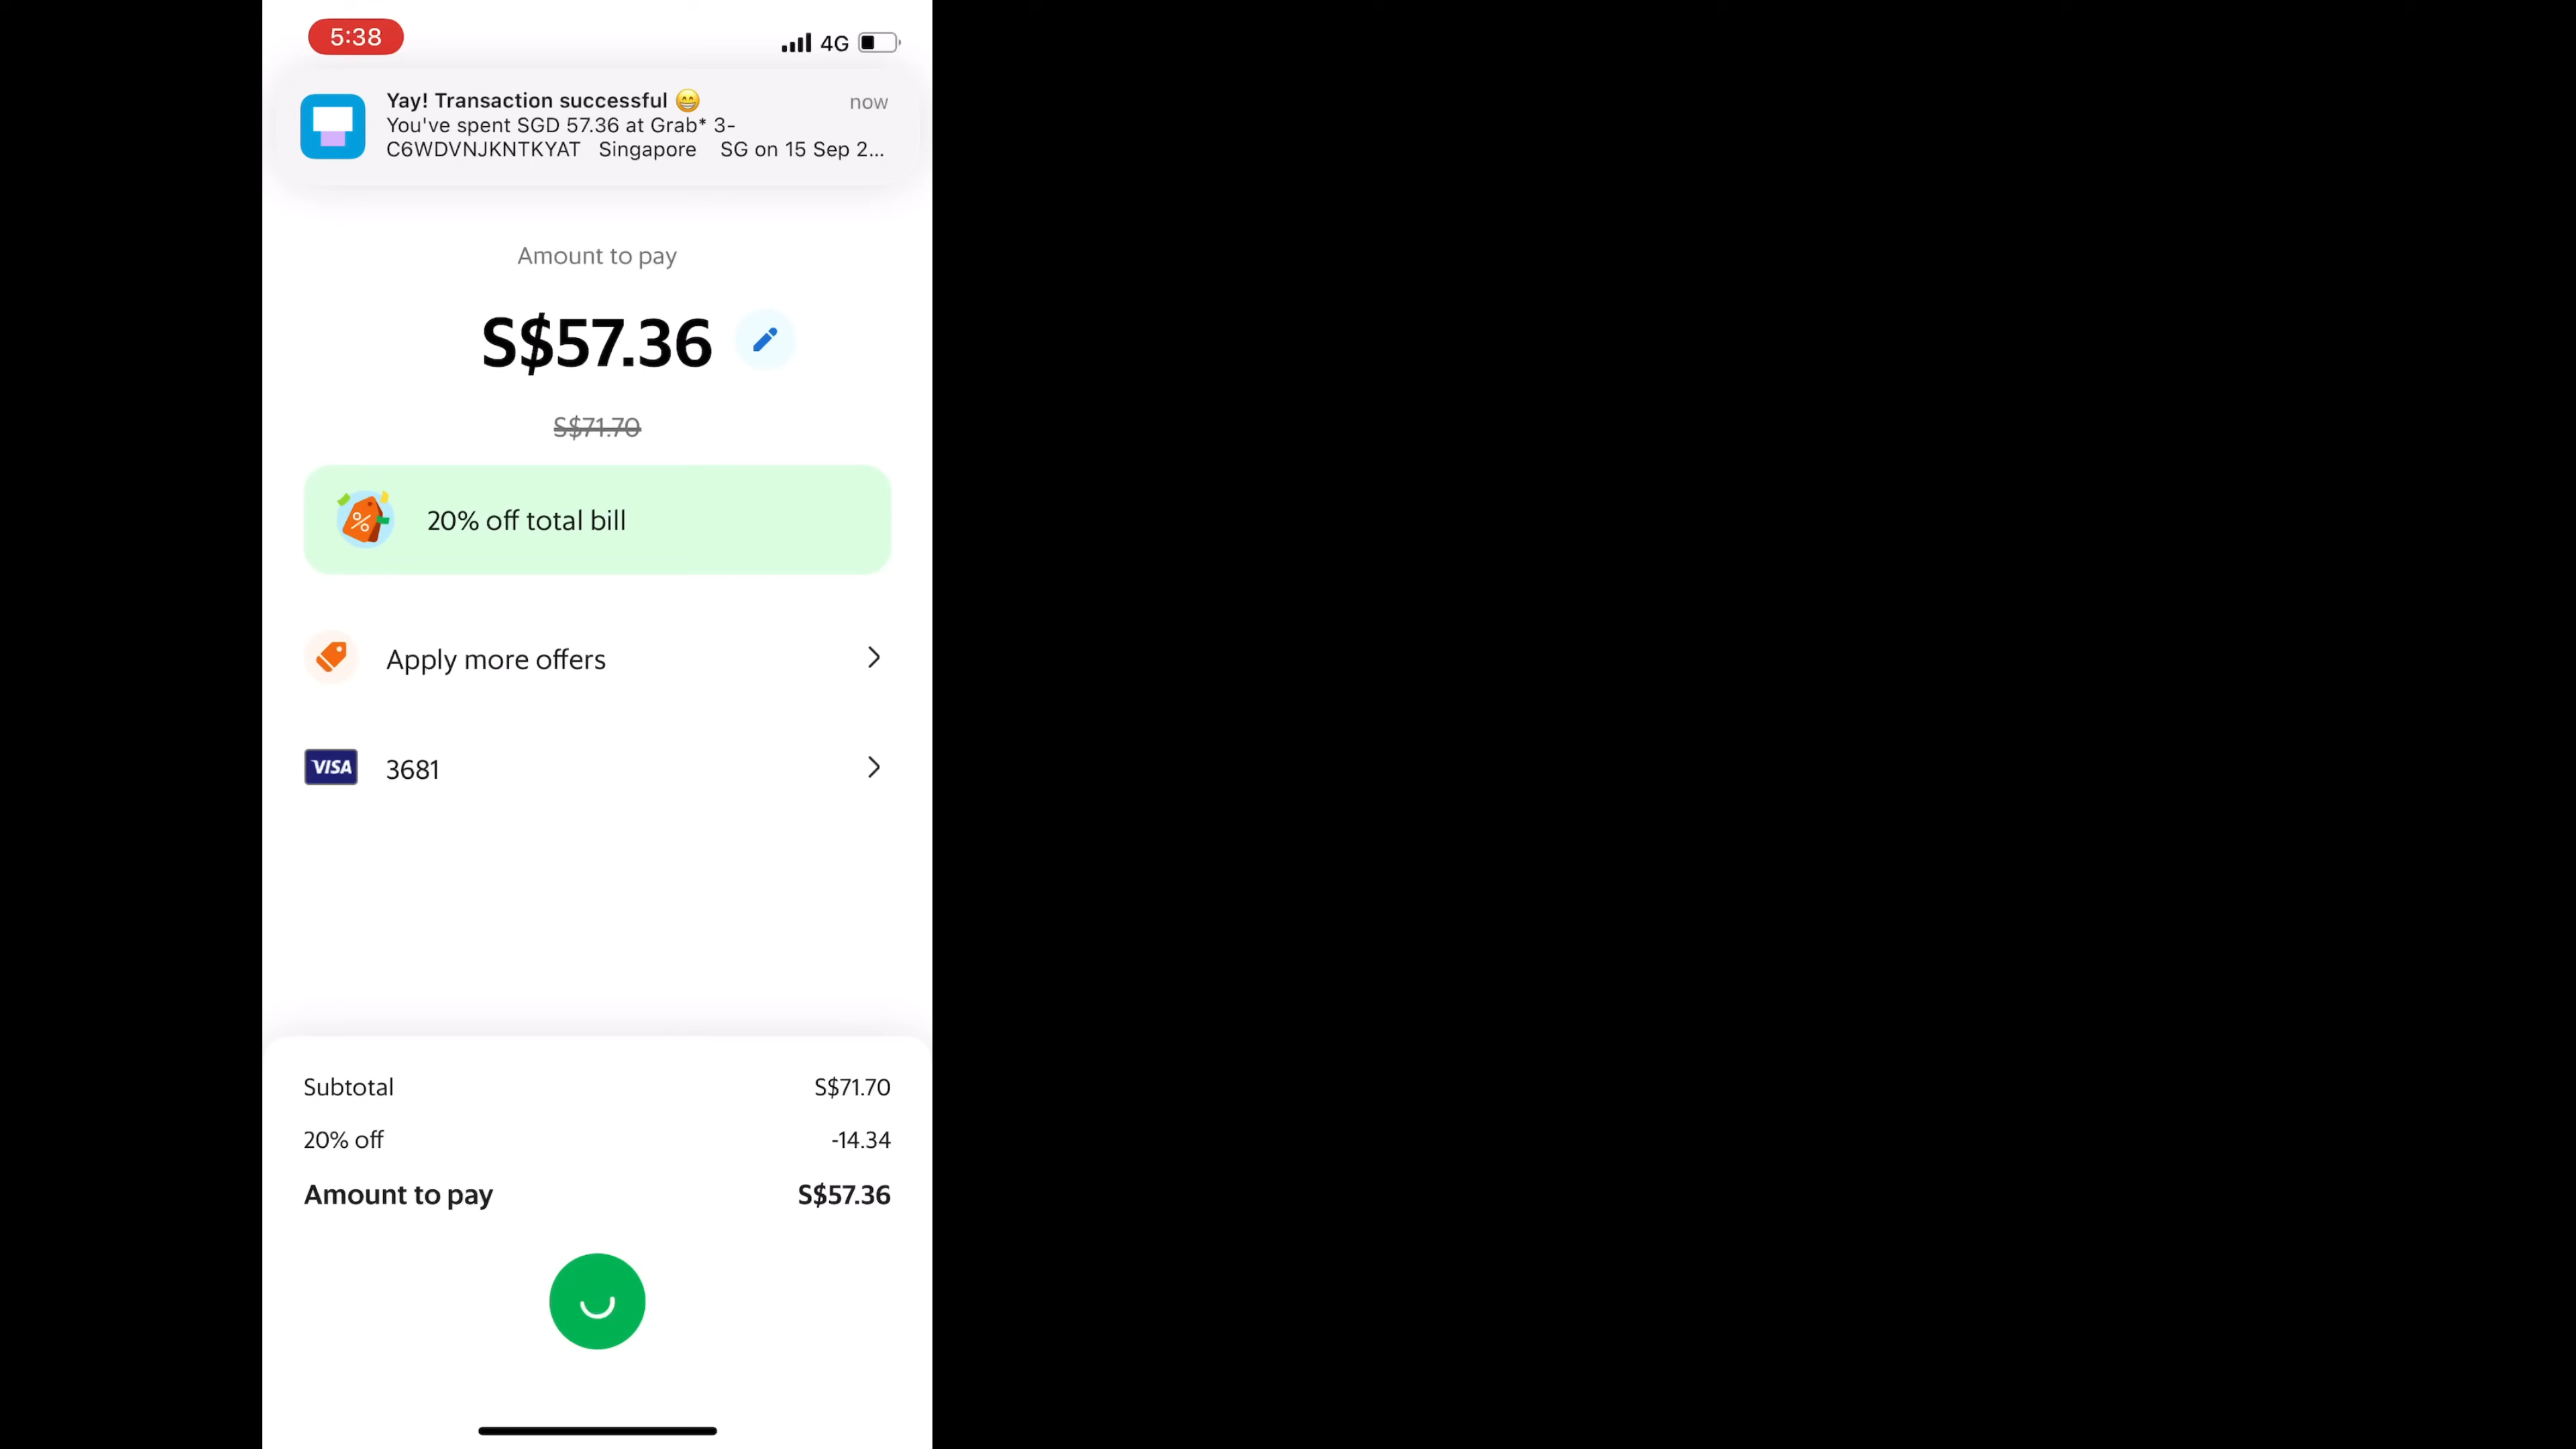 5:38
4G
Yay! Transaction successful 😁
now
You've spent SGD 57.36 at Grab* 3-
C6WDVNJKNTKYAT Singapore SG on 15 Sep 2...
Amount to pay
S$57.36
S$71.70
20% off total bill
Apply more offers
VISA 3681
Subtotal S$71.70
20% off -14.34
Amount to pay S$57.36